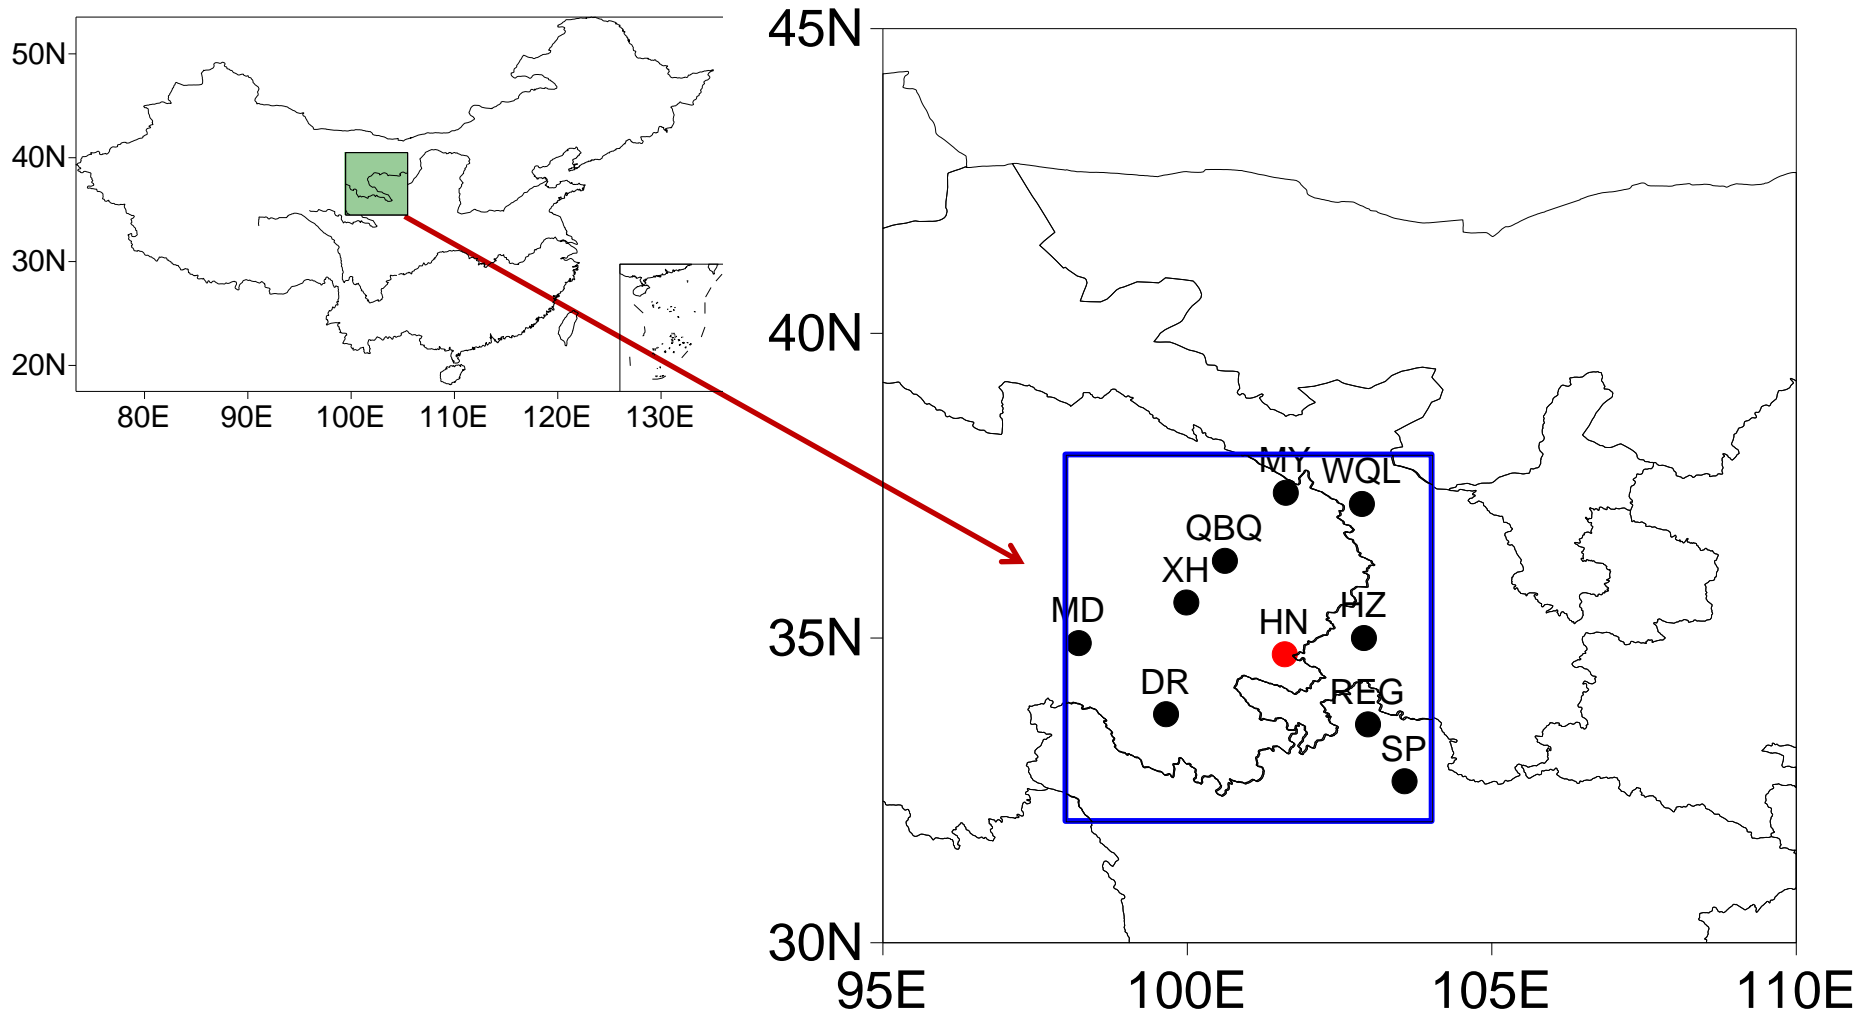 50N
40N
30N
20N
80E 90E 100E 110E 120E 130E
45N
40N
35N
30N
95E 100E 105E 110E
MY WQL
QBQ
XH
MD HN HZ
DR REG
SP